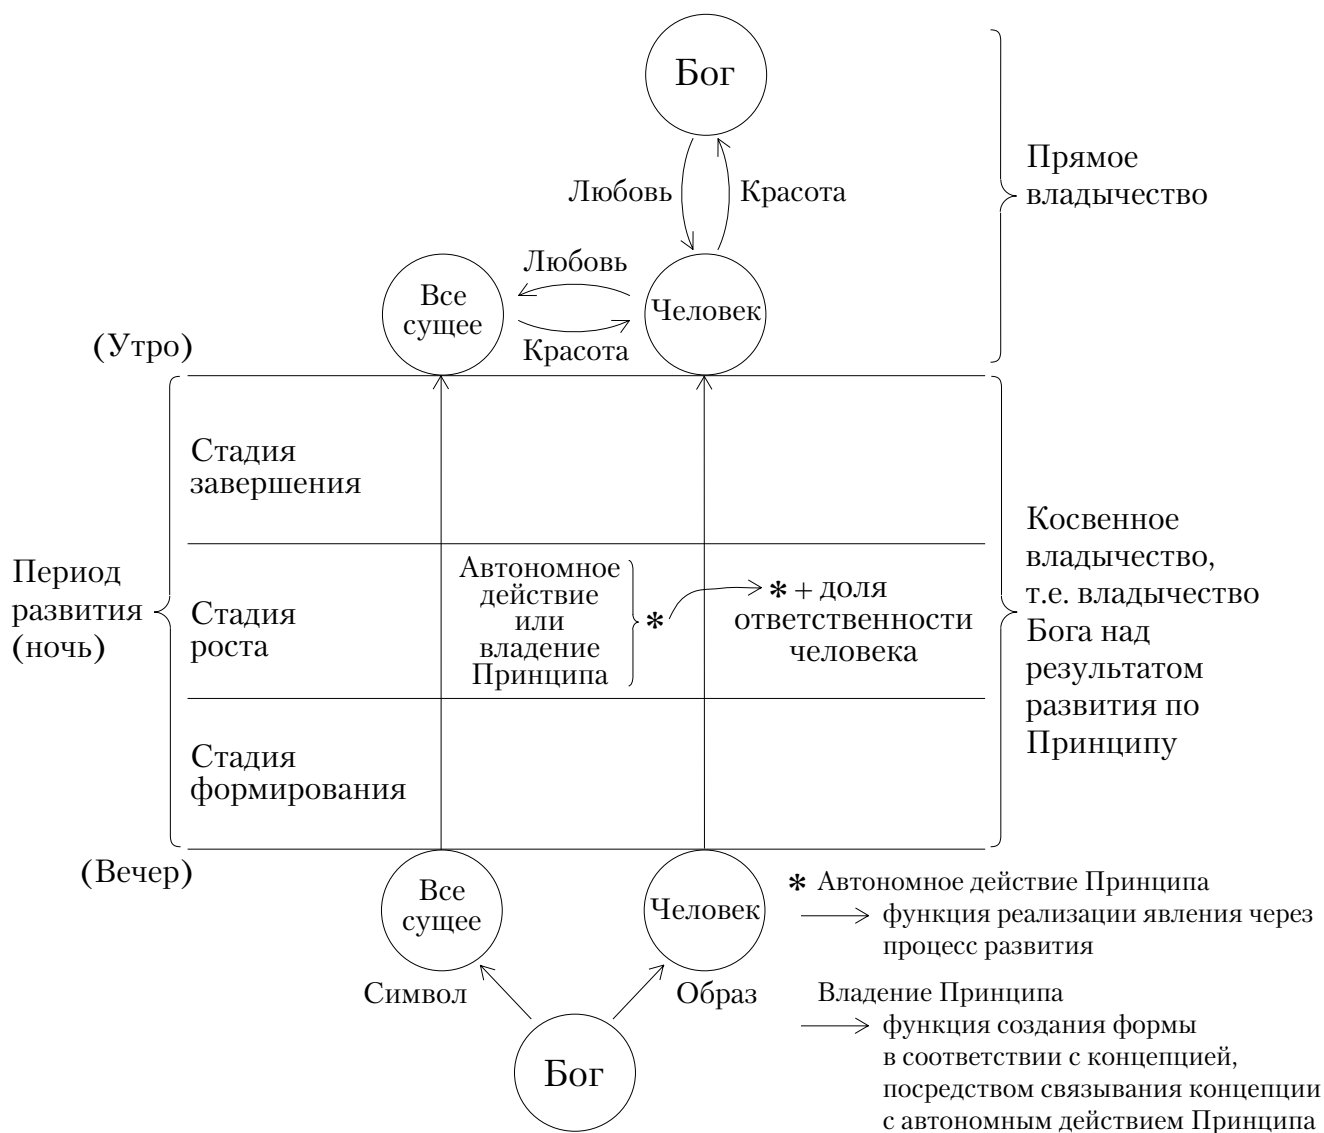 Бог
Любовь
Красота
Прямое
владычество
Любовь
Все
сущее
Человек
Красота
(Утро)
Стадия
завершения
Период
развития
(ночь)
Стадия
роста
Автономное
действие
или
владение
Принципа
*
* + доля
ответственности
человека
Косвенное
владычество,
т.е. владычество
Бога над
результатом
развития по
Принципу
Стадия
формирования
(Вечер)
Все
сущее
Человек
Символ
Образ
Бог
* Автономное действие Принципа
функция реализации явления через
процесс развития
Владение Принципа
функция создания формы
в соответствии с концепцией,
посредством связывания концепции
с автономным действием Принципа